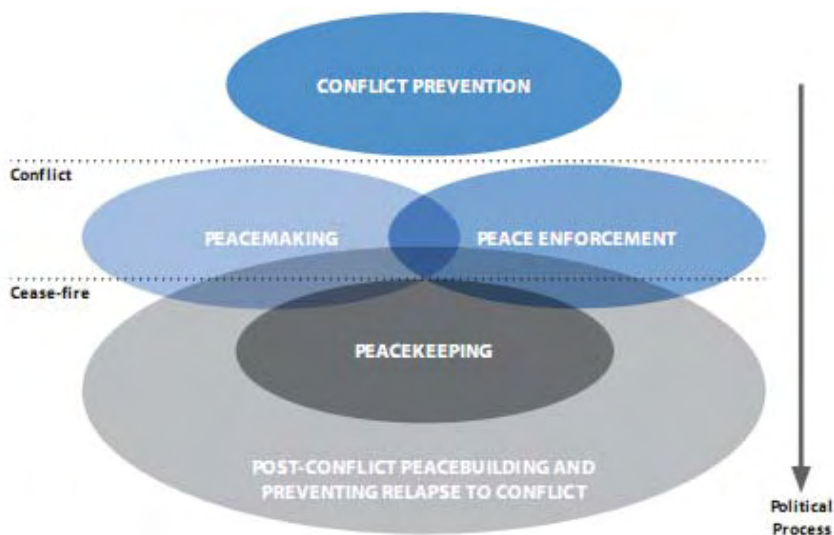 CONFLICT PREVENTION
Conflict
PEACEMAKING
PEACE ENFORCEMENT
Cease-fire
PEACEKEEPING
POST-CONFLICT PEACEBUILDING AND
PREVENTING RELAPSE TO CONFLICT
Political
Process